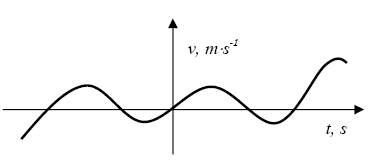 v, m·s⁻¹
t, s